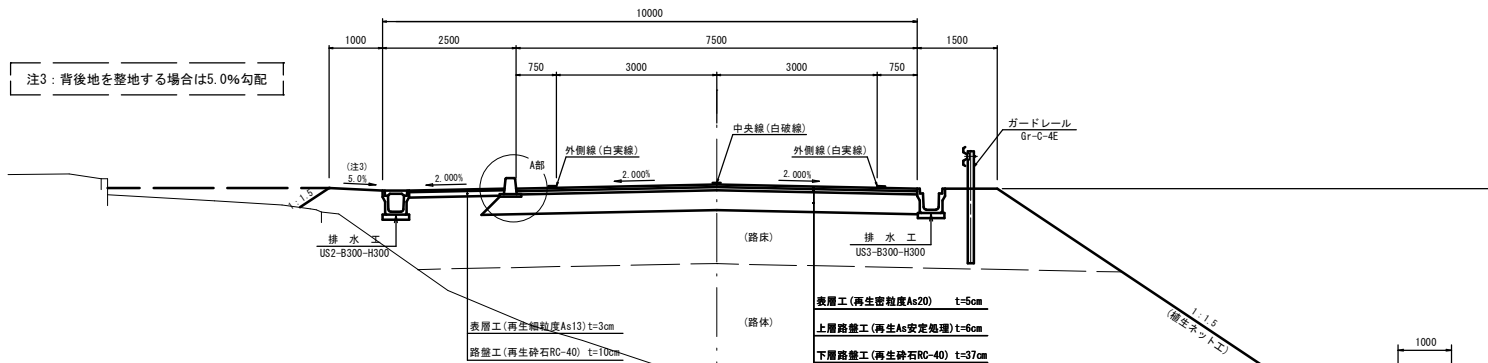 10000
1000
2500
7500
1500
750
3000
3000
750
注3：背後地を整地する場合は5.0%勾配
中央線(白破線)
ガードレール
Gr-C-4E
外側線(白実線)
外側線(白実線)
A部
(注3)
5.0%
2.000%
2.000%
2.000%
1:1.5
排 水 工
US2-B300-H300
(路床)
排 水 工
US3-B300-H300
表層工(再生密粒度As20) t=5cm
表層工(再生細粒度As13)t=3cm
(路体)
上層路盤工(再生As安定処理)t=6cm
路盤工(再生砕石RC-40) t=10cm
下層路盤工(再生砕石RC-40) t=37cm
1:1.5
(植生ネット工)
1000